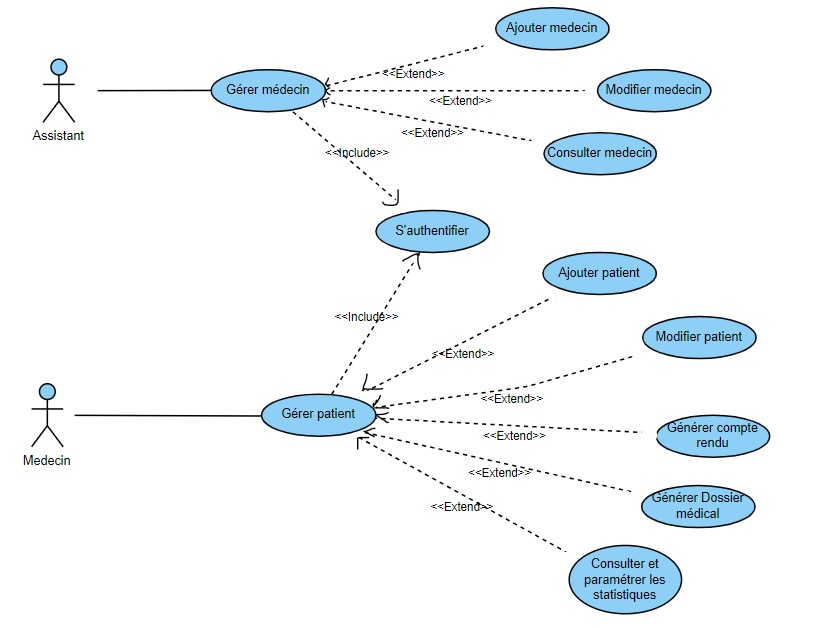 Ajouter medecin
<<Extend>>
Gérer médecin
Modifier medecin
<<Extend>>
Assistant
<<Extend>>
<<Include>>
Consulter medecin
S'authentifier
Ajouter patient
<<Include>>
Modifier patient
<<Extend>>
<<Extend>>
Gérer patient
<<Extend>>
Générer compte
rendu
Medecin
<<Extend>>
Générer Dossier
médical
<<Extend>>
Consulter et
paramétrer les
statistiques